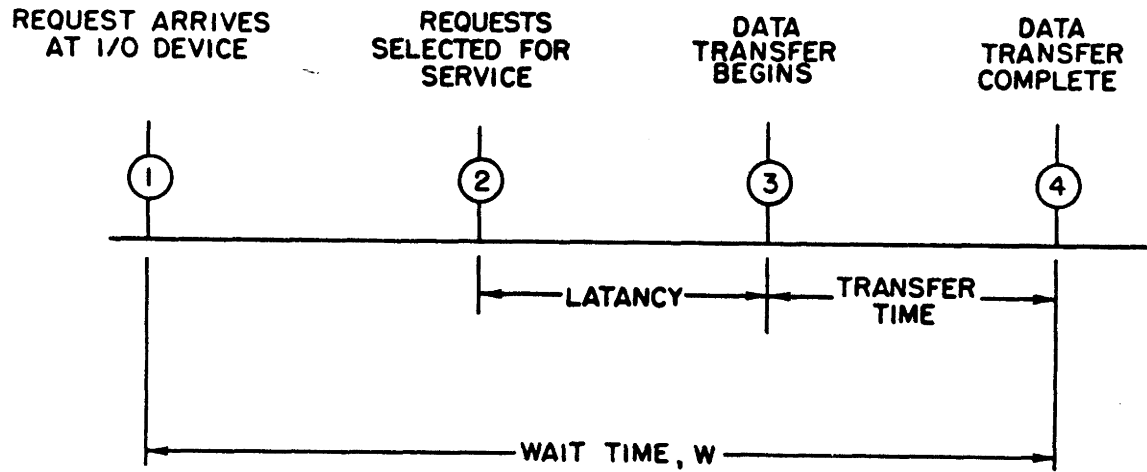 REQUEST ARRIVES
AT I/O DEVICE
REQUESTS
SELECTED FOR
SERVICE
DATA
TRANSFER
BEGINS
DATA
TRANSFER
COMPLETE
1
2
3
4
LATANCY
TRANSFER
TIME
WAIT TIME, W